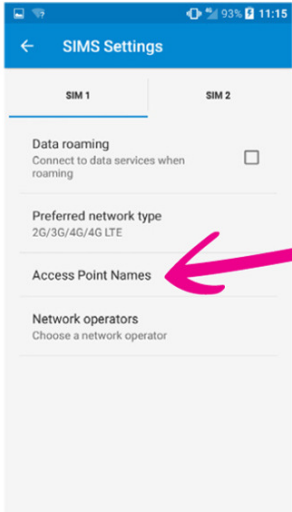 93% 11:15
SIMS Settings
SIM 1 SIM 2
Data roaming
Connect to data services when
roaming
Preferred network type
2G/3G/4G/4G LTE
Access Point Names
Network operators
Choose a network operator